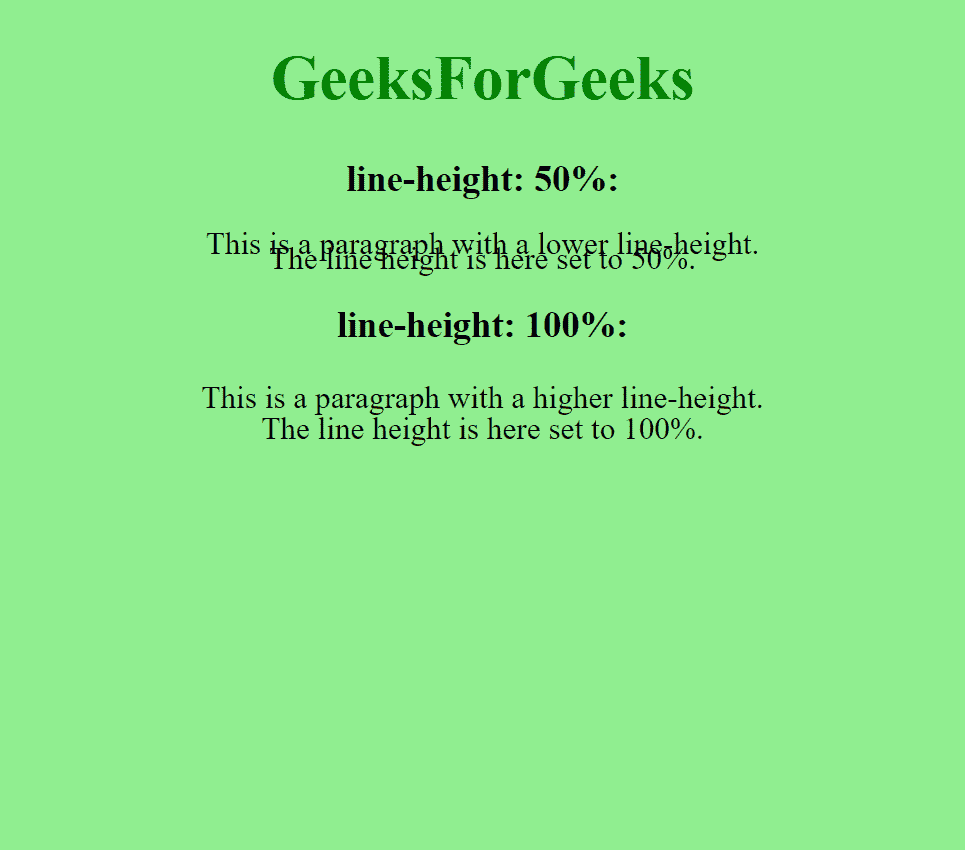 GeeksForGeeks
line-height: 50%:
This is a paragraph with a lower line-height.
The line height is here set to 50%.
line-height: 100%:
This is a paragraph with a higher line-height.
The line height is here set to 100%.